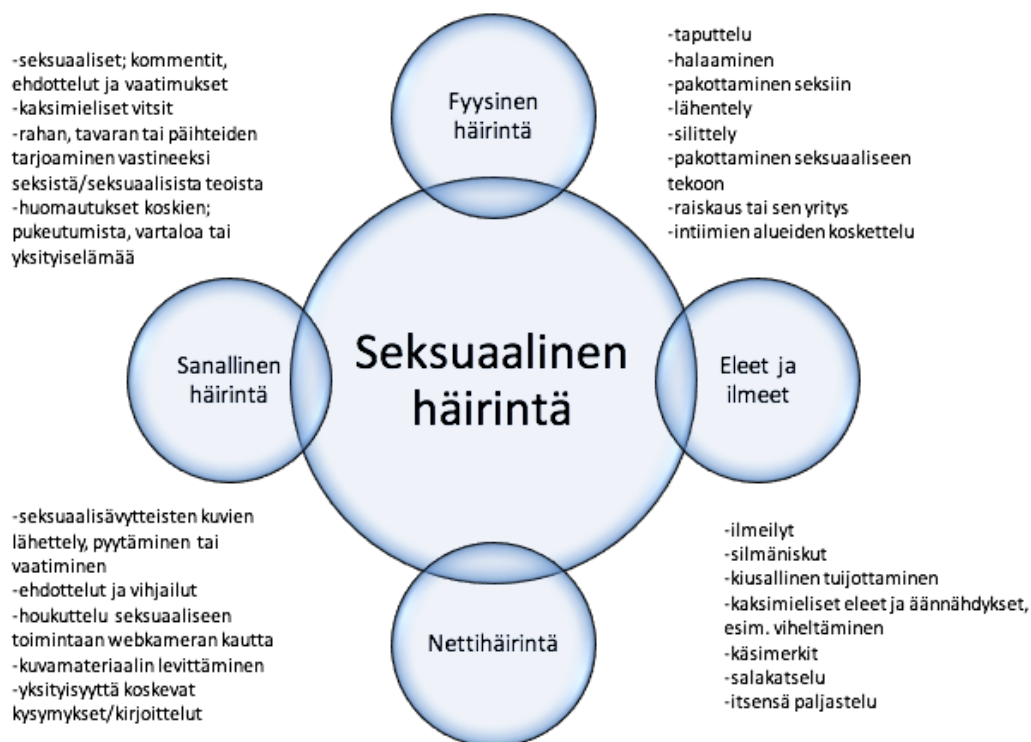 -seksuaaliset; kommentit,
ehdottelut ja vaatimukset
-kaksimieliset vitsit
-rahan, tavaran tai päihteiden
tarjoaminen vastineeksi
seksistä/seksuaalisista teoista
-huomautukset koskien;
pukeutumista, vartaloa tai
yksityiselämää
Fyysinen
häirintä
-taputtelu
-halaaminen
-pakottaminen seksiin
-lähentely
-silittely
-pakottaminen seksuaaliseen
tekoon
-raiskaus tai sen yritys
-intiimien alueiden koskettelu
Sanallinen
häirintä
Seksuaalinen
häirintä
Eleet ja
ilmeet
-seksuaalisävytteisten kuvien
lähettely, pyytäminen tai
vaatiminen
-ehdottelut ja vihjailut
-houkuttelu seksuaaliseen
toimintaan webkameran kautta
-kuvamateriaalin levittäminen
-yksityisyyttä koskevat
kysymykset/kirjoittelut
Nettihäirintä
-ilmeilyt
-silmäniskut
-kiusallinen tuijottaminen
-kaksimieliset eleet ja äännähdykset,
esim. viheltäminen
-käsimerkit
-salakatselu
-itsensä paljastelu